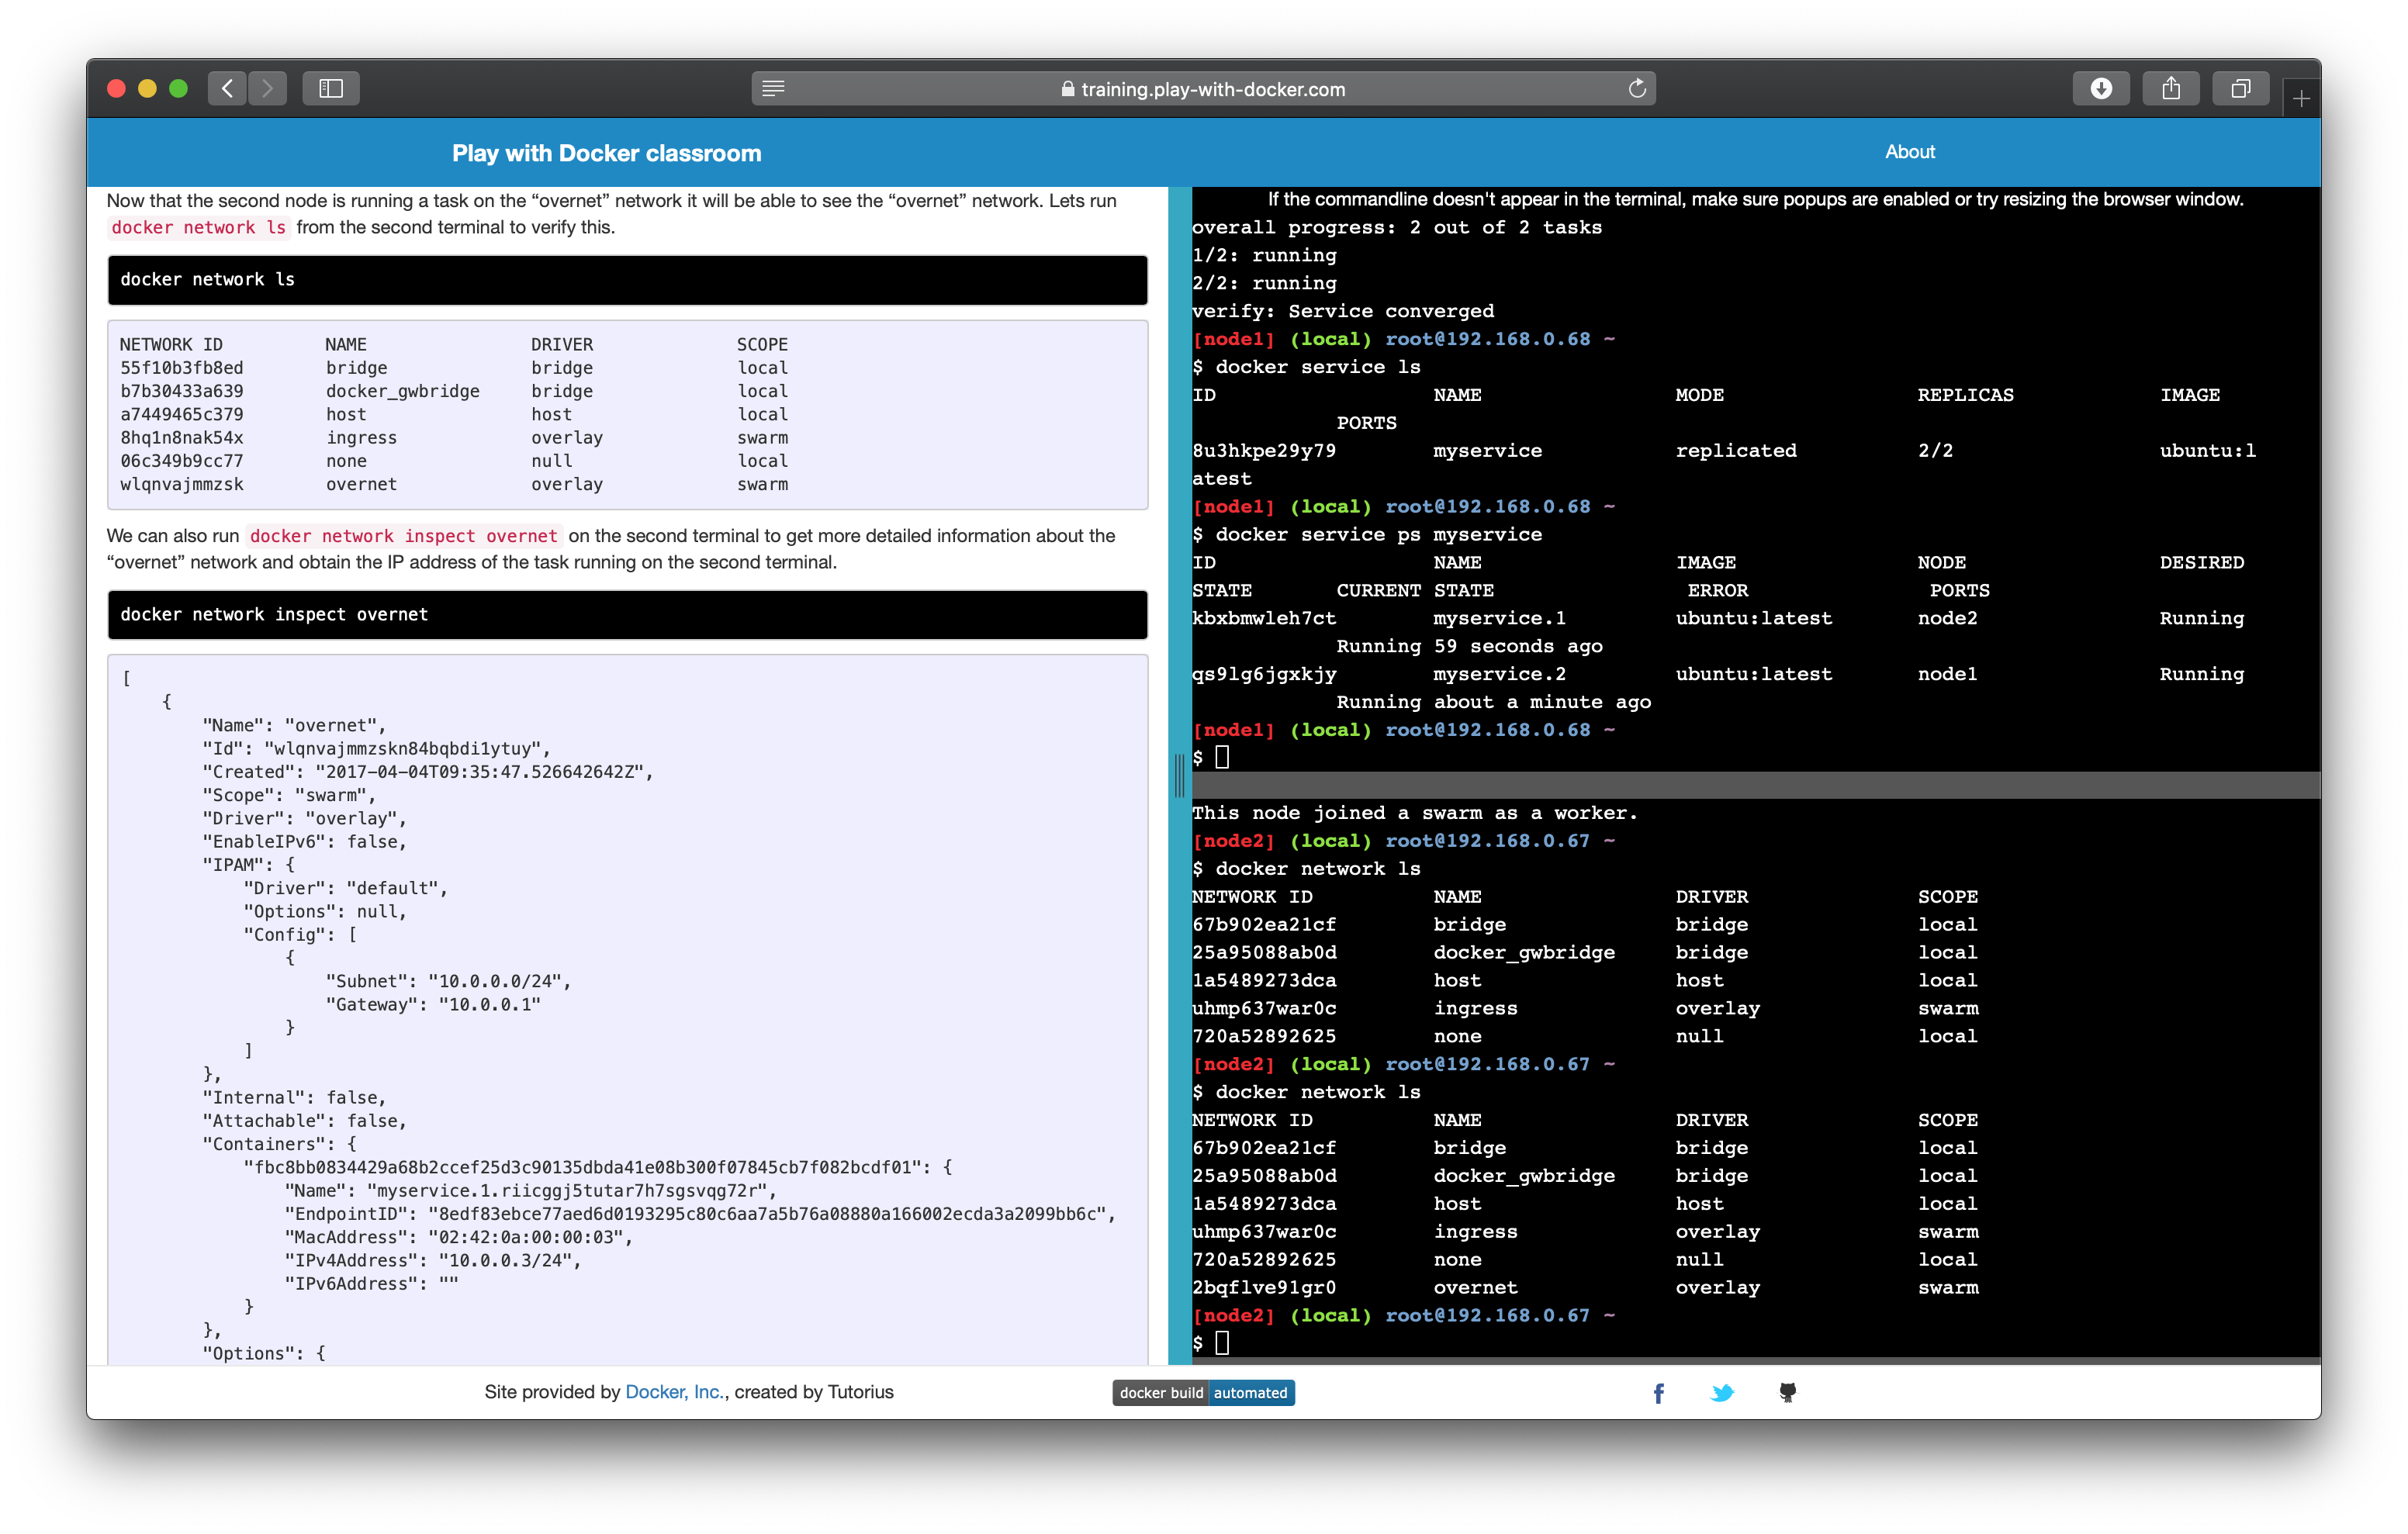 training.play-with-docker.com
Play with Docker classroom
About
Now that the second node is running a task on the “overnet” network it will be able to see the “overnet” network. Lets run
docker network ls from the second terminal to verify this.
docker network ls
NETWORK ID NAME DRIVER SCOPE
55f10b3fb8ed bridge bridge local
b7b30433a639 docker_gwbridge bridge local
a7449465c379 host host local
8hq1n8nak54x ingress overlay swarm
06c349b9cc77 none null local
wlqnvajmmzsk overnet overlay swarm
We can also run docker network inspect overnet on the second terminal to get more detailed information about the
“overnet” network and obtain the IP address of the task running on the second terminal.
docker network inspect overnet
[
{
"Name": "overnet",
"Id": "wlqnvajmmzskn84bqbdi1ytuy",
"Created": "2017-04-04T09:35:47.526642642Z",
"Scope": "swarm",
"Driver": "overlay",
"EnableIPv6": false,
"IPAM": {
"Driver": "default",
"Options": null,
"Config": [
{
"Subnet": "10.0.0.0/24",
"Gateway": "10.0.0.1"
}
]
},
"Internal": false,
"Attachable": false,
"Containers": {
"fbc8bb0834429a68b2ccef25d3c90135dbda41e08b300f07845cb7f082bcdf01": {
"Name": "myservice.1.riicggj5tutar7h7sgsvqg72r",
"EndpointID": "8edf83ebce77aed6d0193295c80c6aa7a5b76a08880a166002ecda3a2099bb6c",
"MacAddress": "02:42:0a:00:00:03",
"IPv4Address": "10.0.0.3/24",
"IPv6Address": ""
}
},
"Options": {
If the commandline doesn't appear in the terminal, make sure popups are enabled or try resizing the browser window.
overall progress: 2 out of 2 tasks
1/2: running
2/2: running
verify: Service converged
[node1] (local) root@192.168.0.68 ~
$ docker service ls
ID NAME MODE REPLICAS IMAGE
PORTS
8u3hkpe29y79 myservice replicated 2/2 ubuntu:l
atest
[node1] (local) root@192.168.0.68 ~
$ docker service ps myservice
ID NAME IMAGE NODE DESIRED
STATE CURRENT STATE ERROR PORTS
kbxbmwleh7ct myservice.1 ubuntu:latest node2 Running
Running 59 seconds ago
qs9lg6jgxkjy myservice.2 ubuntu:latest node1 Running
Running about a minute ago
[node1] (local) root@192.168.0.68 ~
$
This node joined a swarm as a worker.
[node2] (local) root@192.168.0.67 ~
$ docker network ls
NETWORK ID NAME DRIVER SCOPE
67b902ea21cf bridge bridge local
25a95088ab0d docker_gwbridge bridge local
1a5489273dca host host local
uhmp637war0c ingress overlay swarm
720a52892625 none null local
[node2] (local) root@192.168.0.67 ~
$ docker network ls
NETWORK ID NAME DRIVER SCOPE
67b902ea21cf bridge bridge local
25a95088ab0d docker_gwbridge bridge local
1a5489273dca host host local
uhmp637war0c ingress overlay swarm
720a52892625 none null local
2bqflve91gr0 overnet overlay swarm
[node2] (local) root@192.168.0.67 ~
$
Site provided by Docker, Inc., created by Tutorius
docker build automated